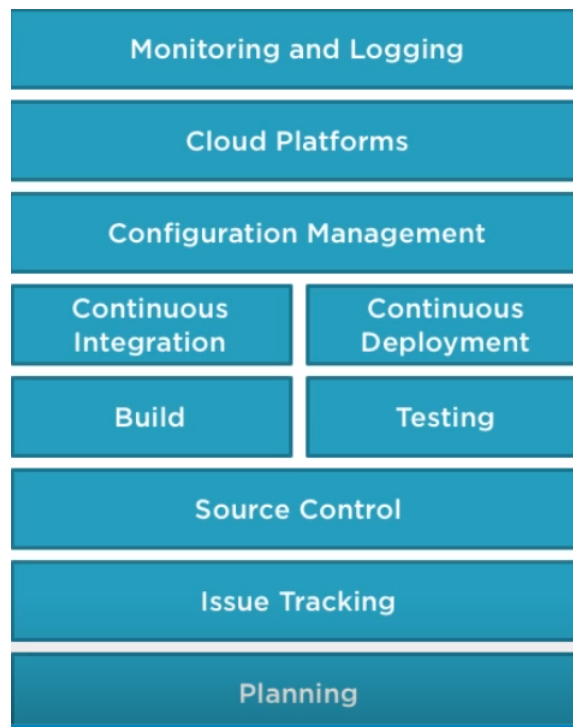 Monitoring and Logging
Cloud Platforms
Configuration Management
Continuous
Integration
Continuous
Deployment
Build
Testing
Source Control
Issue Tracking
Planning